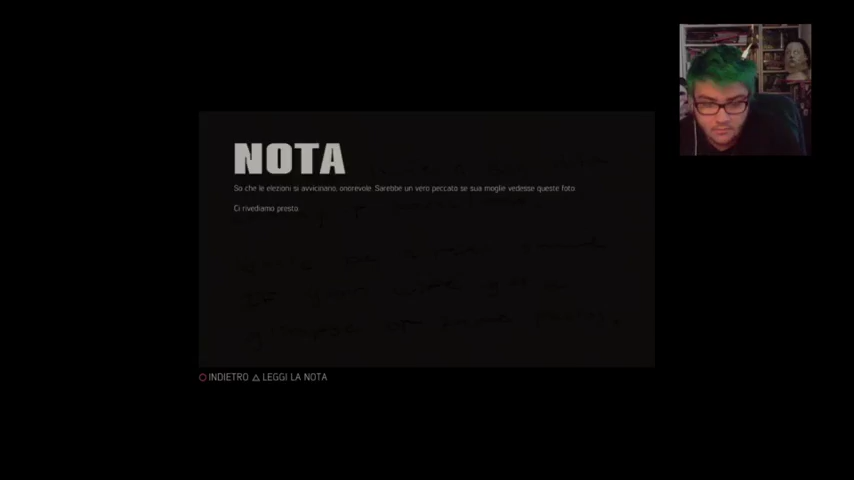 NOTA
So che le elezioni si avvicinano, onorevole. Sarebbe un vero peccato se sua moglie vedesse queste foto.
Ci rivediamo presto.
INDIETRO LEGGI LA NOTA